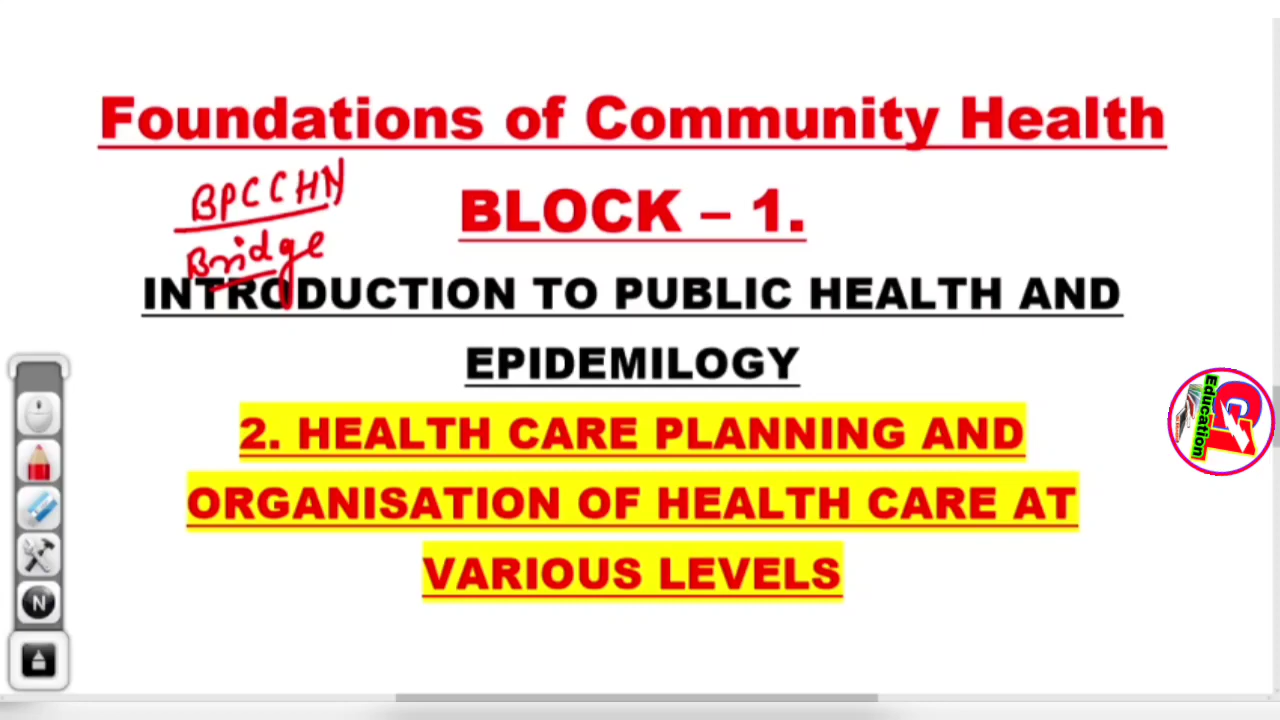 Foundations of Community Health
BPCCHN
BLOCK – 1.
Bridge
INTRODUCTION TO PUBLIC HEALTH AND
EPIDEMILOGY
2. HEALTH CARE PLANNING AND
ORGANISATION OF HEALTH CARE AT
VARIOUS LEVELS
Education
N